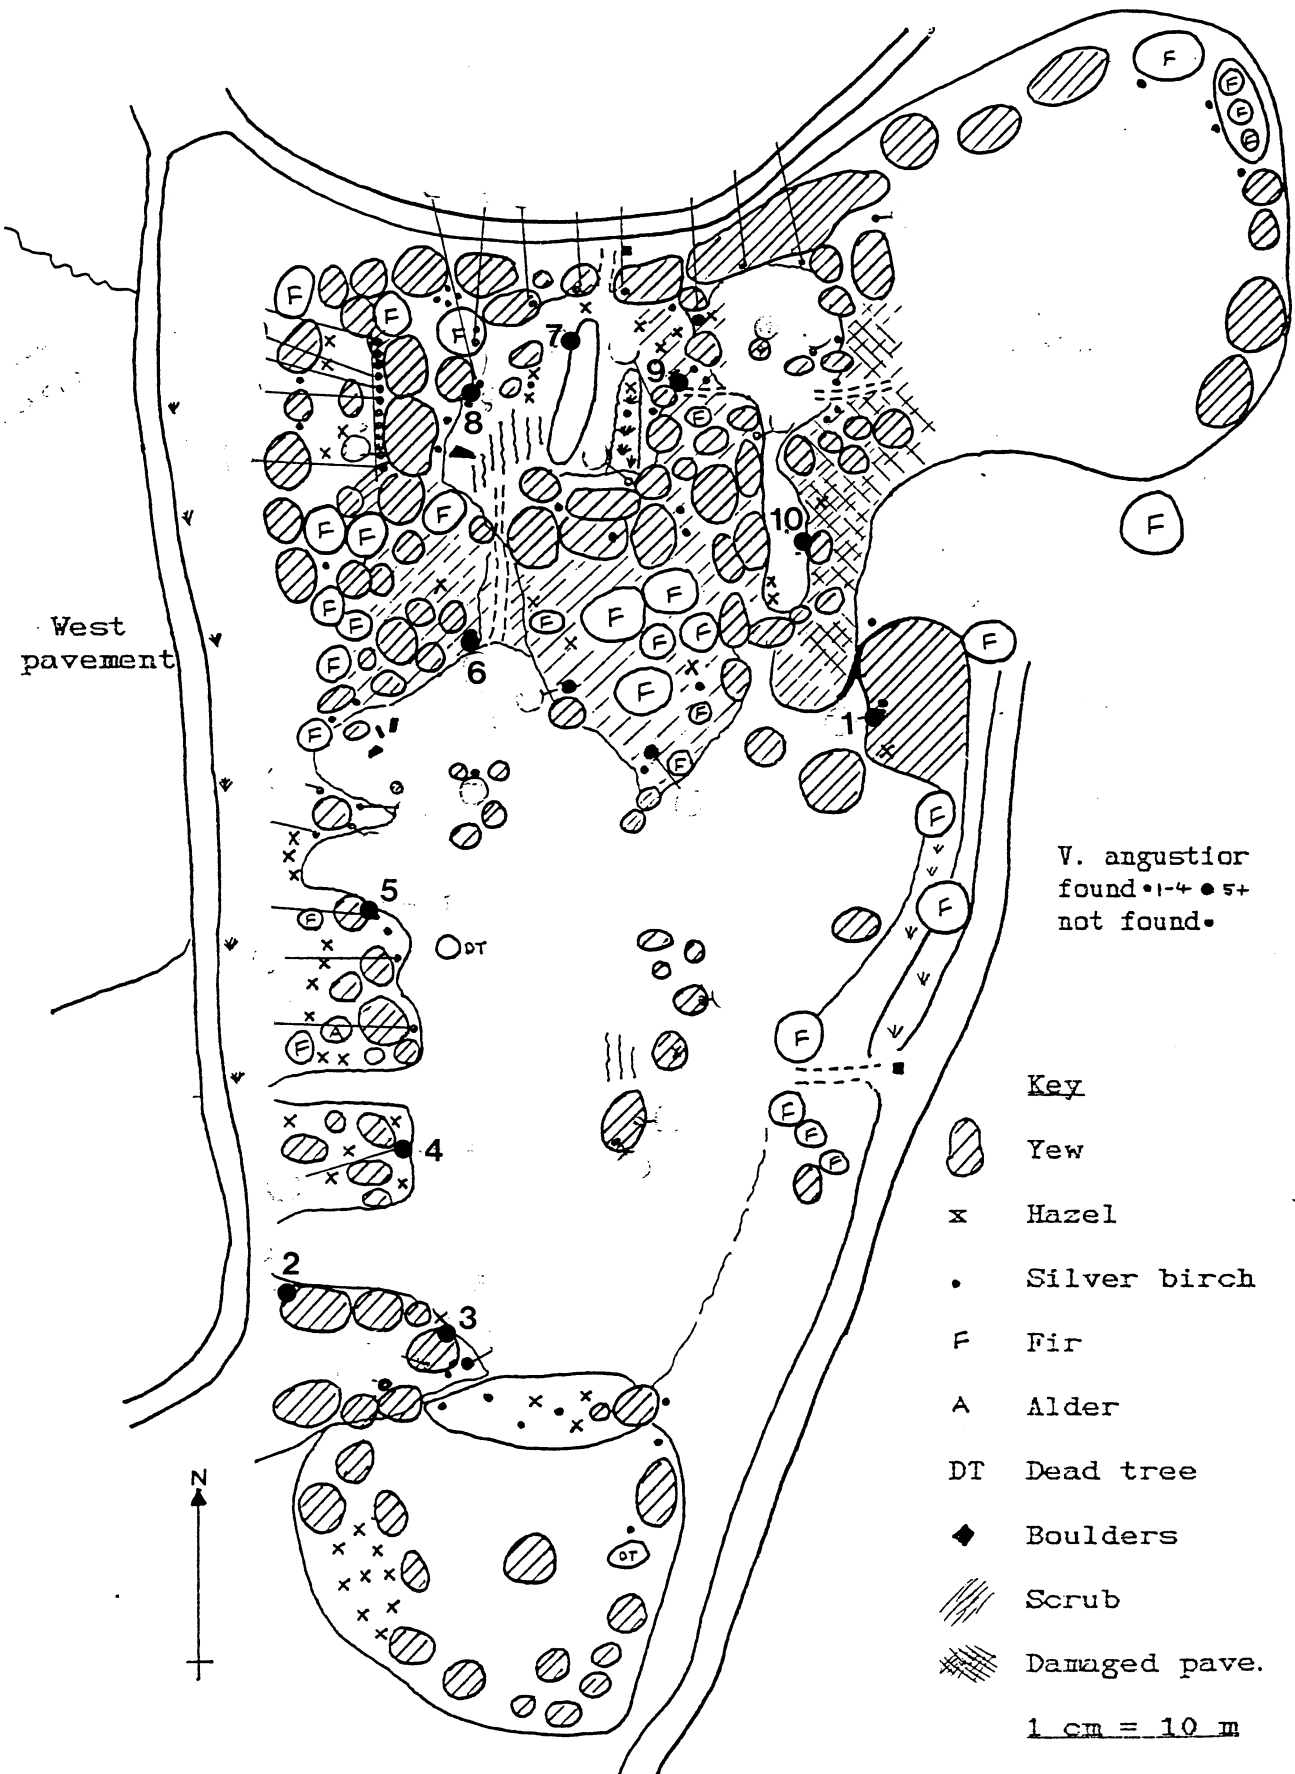 F
F
F
F
F
F
7
9
8
F
10
F
F
F
F
F
F
F
F
F
F
F
F
West
pavement
6
F
F
1
F
F
F
V. angustior
found •1-4 ● 5+
not found•
5
F
F
DT
A
F
F
Key
F
F
F
Yew
4
x Hazel
2
• Silver birch
3
F Fir
A Alder
N
DT Dead tree
Boulders
DT
Scrub
Damaged pave.
1 cm = 10 m